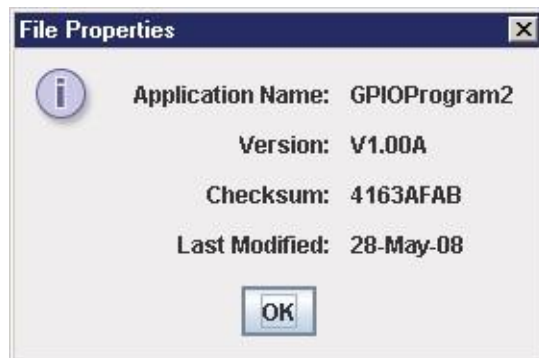 File Properties
Application Name: GPIOProgram2
Version: V1.00A
Checksum: 4163AFAB
Last Modified: 28-May-08
OK